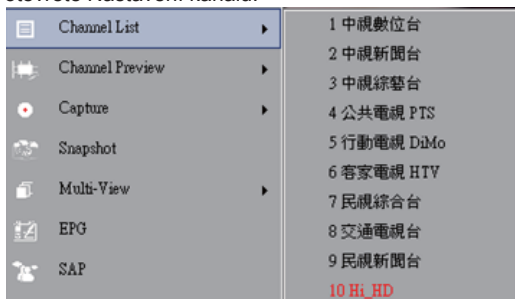 Channel List
Channel Preview
Capture
Snapshot
Multi-View
EPG
SAP
1 中視數位台
2 中視新聞台
3 中視綜藝台
4 公共電視 PTS
5 行動電視 DiMo
6 客家電視 HTV
7 民視綜合台
8 交通電視台
9 民視新聞台
10 Hi_HD